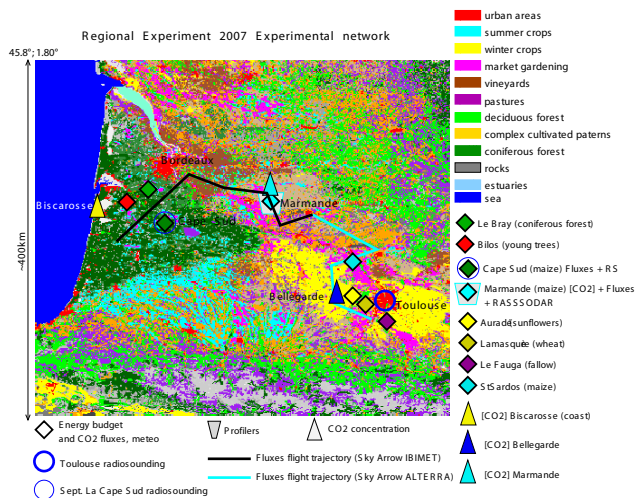 Regional Experiment 2007 Experimental network
45.8°; 1.80°
~400km
Bordeaux
Biscarosse
Cape Sud
Marmande
Bellegarde
Toulouse
urban areas
summer crops
winter crops
market gardening
vineyards
pastures
deciduous forest
complex cultivated paterns
coniferous forest
rocks
estuaries
sea
Le Bray (coniferous forest)
Bilos (young trees)
Cape Sud (maize) Fluxes + RS
Marmande (maize) [CO2] + Fluxes
+ RASSSODAR
Auradé(sunflowers)
Lamasquère (wheat)
Le Fauga (fallow)
StSardos (maize)
[CO2] Biscarosse (coast)
[CO2] Bellegarde
[CO2] Marmande
Energy budget
and CO2 fluxes, meteo
Profilers
CO2 concentration
Toulouse radiosounding
Fluxes flight trajectory (Sky Arrow IBIMET)
Fluxes flight trajectory (Sky Arrow ALTERRA)
Sept. La Cape Sud radiosounding